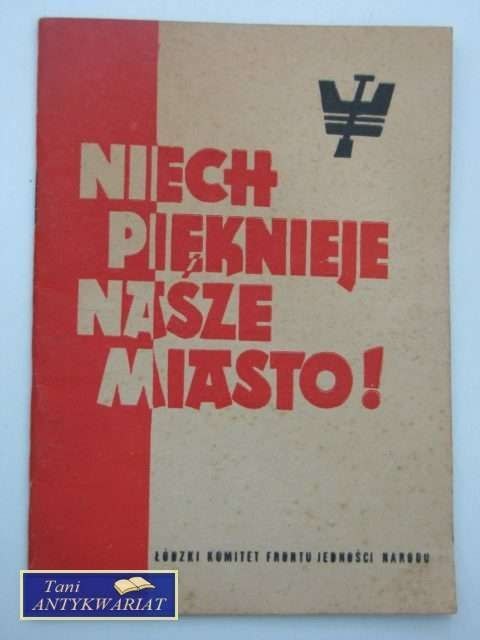 NIECH
PIĘKNIEJE
NASZE
MIASTO!
ŁÓDZKI KOMITET FRONTU JEDNOŚCI NARODU
Tani
ANTYKWARIAT